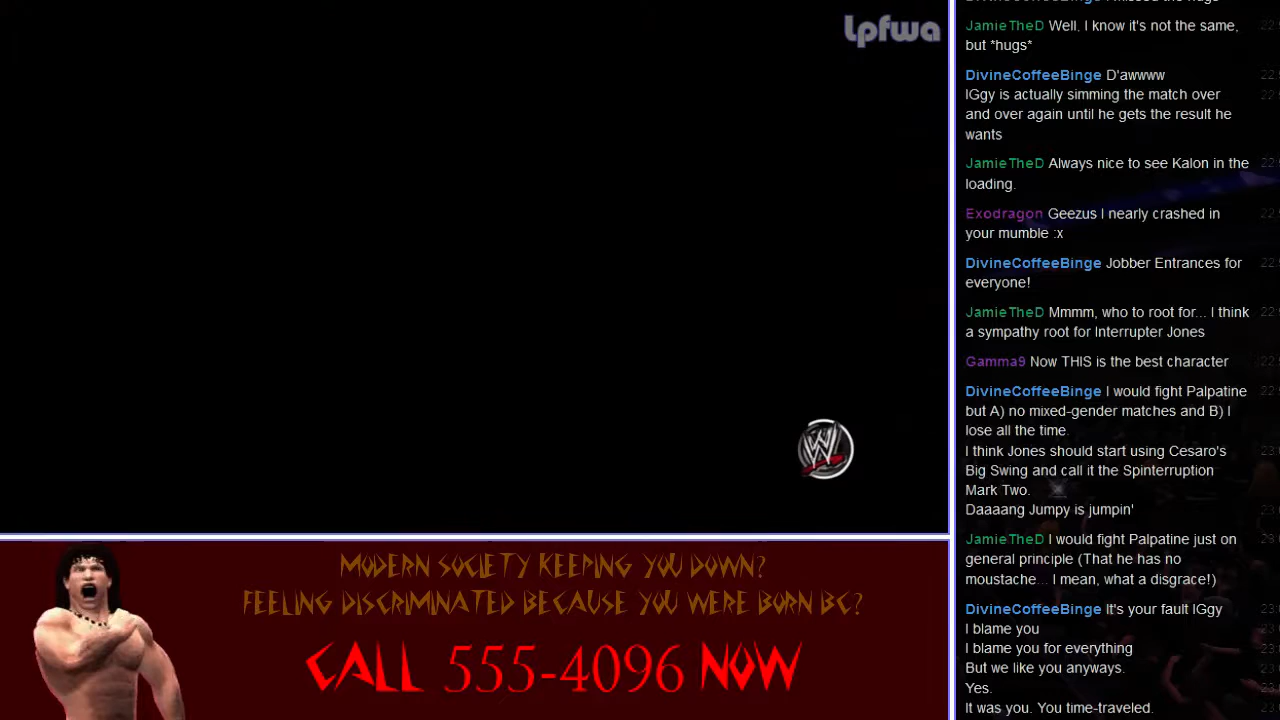 lpfwa
JamieTheD Well, I know it's not the same,
but *hugs*
DivineCoffeeBinge D'awwww
IGgy is actually simming the match over
and over again until he gets the result he
wants
JamieTheD Always nice to see Kalon in the
loading.
Exodragon Geezus I nearly crashed in
your mumble :x
DivineCoffeeBinge Jobber Entrances for
everyone!
JamieTheD Mmmm, who to root for... I think
a sympathy root for Interrupter Jones
Gamma9 Now THIS is the best character
DivineCoffeeBinge I would fight Palpatine
but A) no mixed-gender matches and B) I
lose all the time.
I think Jones should start using Cesaro's
Big Swing and call it the Spinterruption
Mark Two.
Daaaang Jumpy is jumpin'
JamieTheD I would fight Palpatine just on
general principle (That he has no
moustache... I mean, what a disgrace!)
DivineCoffeeBinge It's your fault IGgy
I blame you
I blame you for everything
But we like you anyways.
Yes.
It was you. You time-traveled.
W
MODERN SOCIETY KEEPING YOU DOWN?
FEELING DISCRIMINATED BECAUSE YOU WERE BORN BC?
CALL 555-4096 NOW